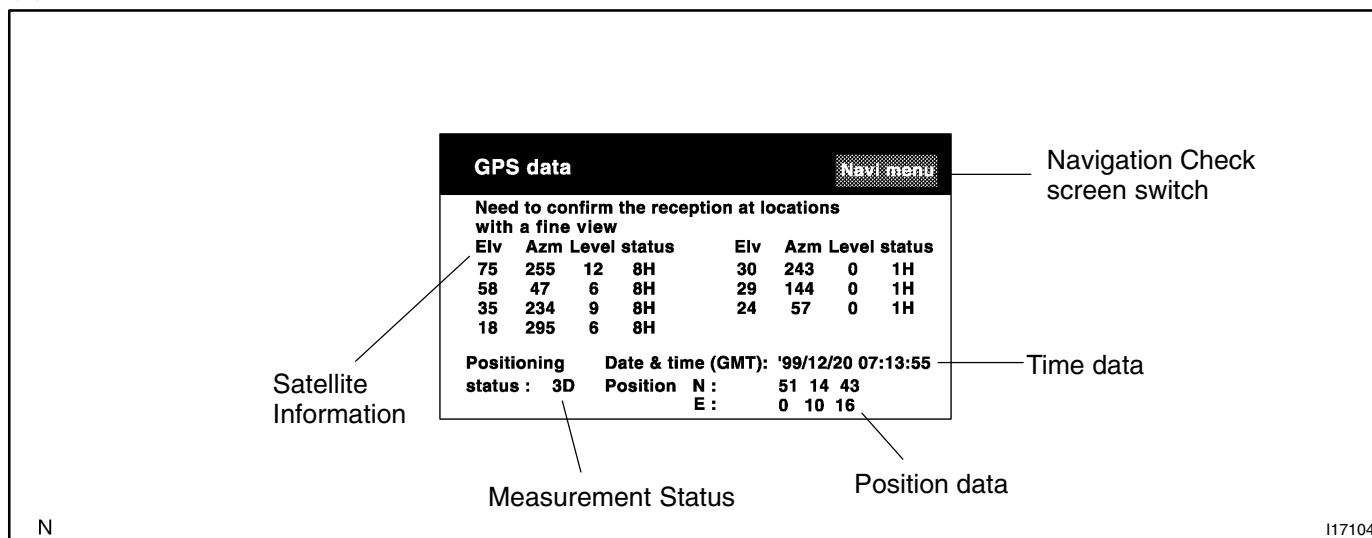 GPS data
Navi menu
Navigation Check
screen switch
Need to confirm the reception at locations
with a fine view
Elv Azm Level status Elv Azm Level status
75 255 12 8H 30 243 0 1H
58 47 6 8H 29 144 0 1H
35 234 9 8H 24 57 0 1H
18 295 6 8H
Positioning Date & time (GMT): '99/12/20 07:13:55
Time data
status : 3D Position N : 51 14 43
E : 0 10 16
Satellite
Information
Measurement Status
Position data
N
I17104